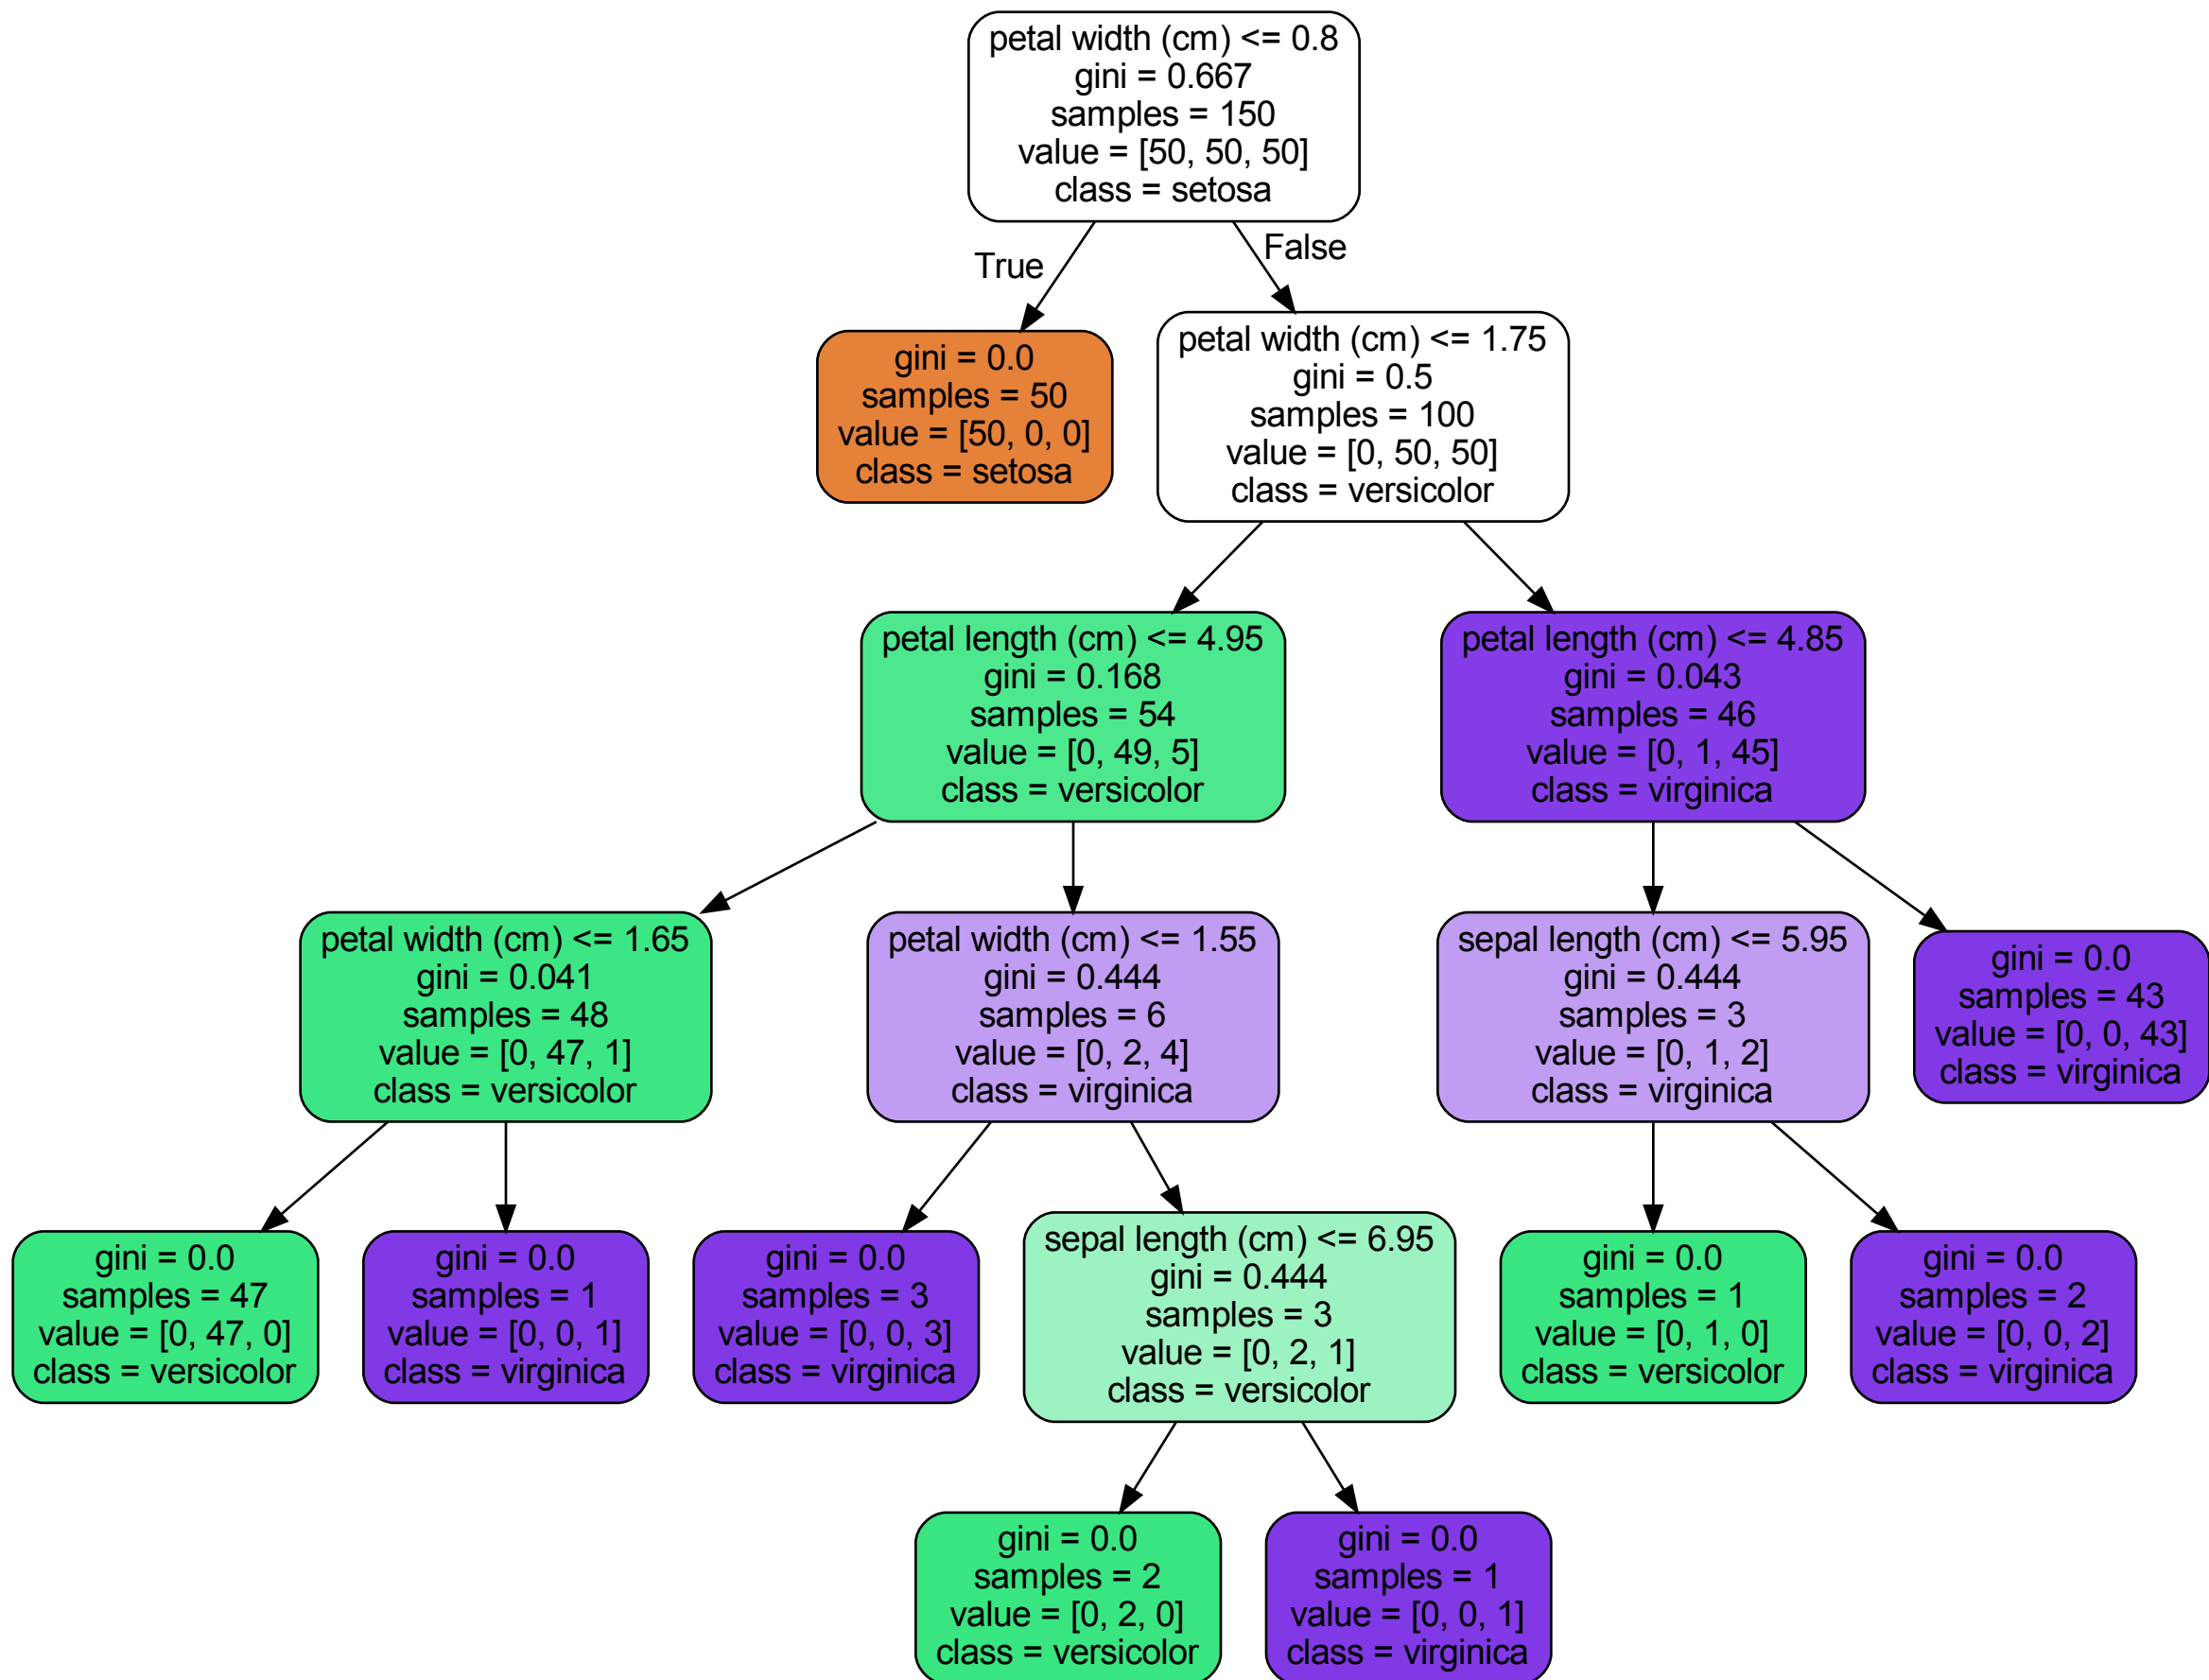 petal width (cm) <= 0.8
gini = 0.667
samples = 150
value = [50, 50, 50]
class = setosa
True
False
gini = 0.0
samples = 50
value = [50, 0, 0]
class = setosa
petal width (cm) <= 1.75
gini = 0.5
samples = 100
value = [0, 50, 50]
class = versicolor
petal length (cm) <= 4.95
gini = 0.168
samples = 54
value = [0, 49, 5]
class = versicolor
petal length (cm) <= 4.85
gini = 0.043
samples = 46
value = [0, 1, 45]
class = virginica
petal width (cm) <= 1.65
gini = 0.041
samples = 48
value = [0, 47, 1]
class = versicolor
petal width (cm) <= 1.55
gini = 0.444
samples = 6
value = [0, 2, 4]
class = virginica
sepal length (cm) <= 5.95
gini = 0.444
samples = 3
value = [0, 1, 2]
class = virginica
gini = 0.0
samples = 43
value = [0, 0, 43]
class = virginica
gini = 0.0
samples = 47
value = [0, 47, 0]
class = versicolor
gini = 0.0
samples = 1
value = [0, 0, 1]
class = virginica
gini = 0.0
samples = 3
value = [0, 0, 3]
class = virginica
sepal length (cm) <= 6.95
gini = 0.444
samples = 3
value = [0, 2, 1]
class = versicolor
gini = 0.0
samples = 1
value = [0, 1, 0]
class = versicolor
gini = 0.0
samples = 2
value = [0, 0, 2]
class = virginica
gini = 0.0
samples = 2
value = [0, 2, 0]
class = versicolor
gini = 0.0
samples = 1
value = [0, 0, 1]
class = virginica